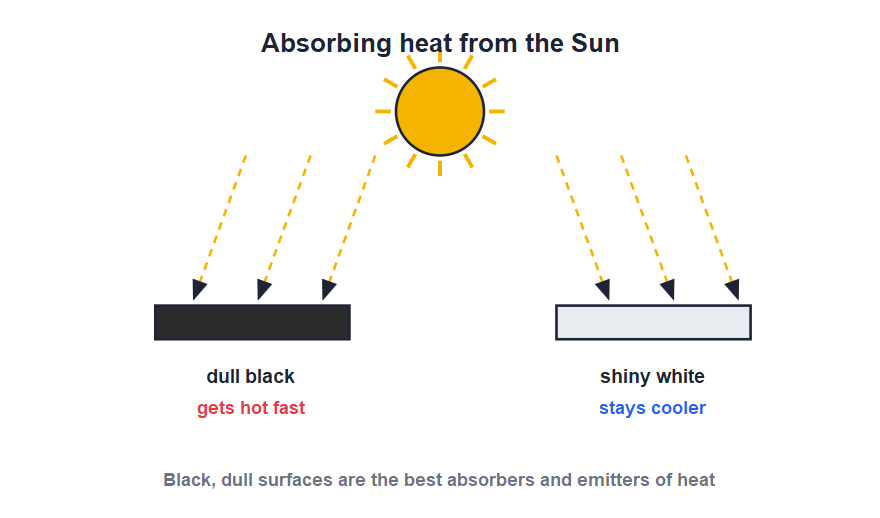 Absorbing heat from the Sun
dull black
gets hot fast
shiny white
stays cooler
Black, dull surfaces are the best absorbers and emitters of heat